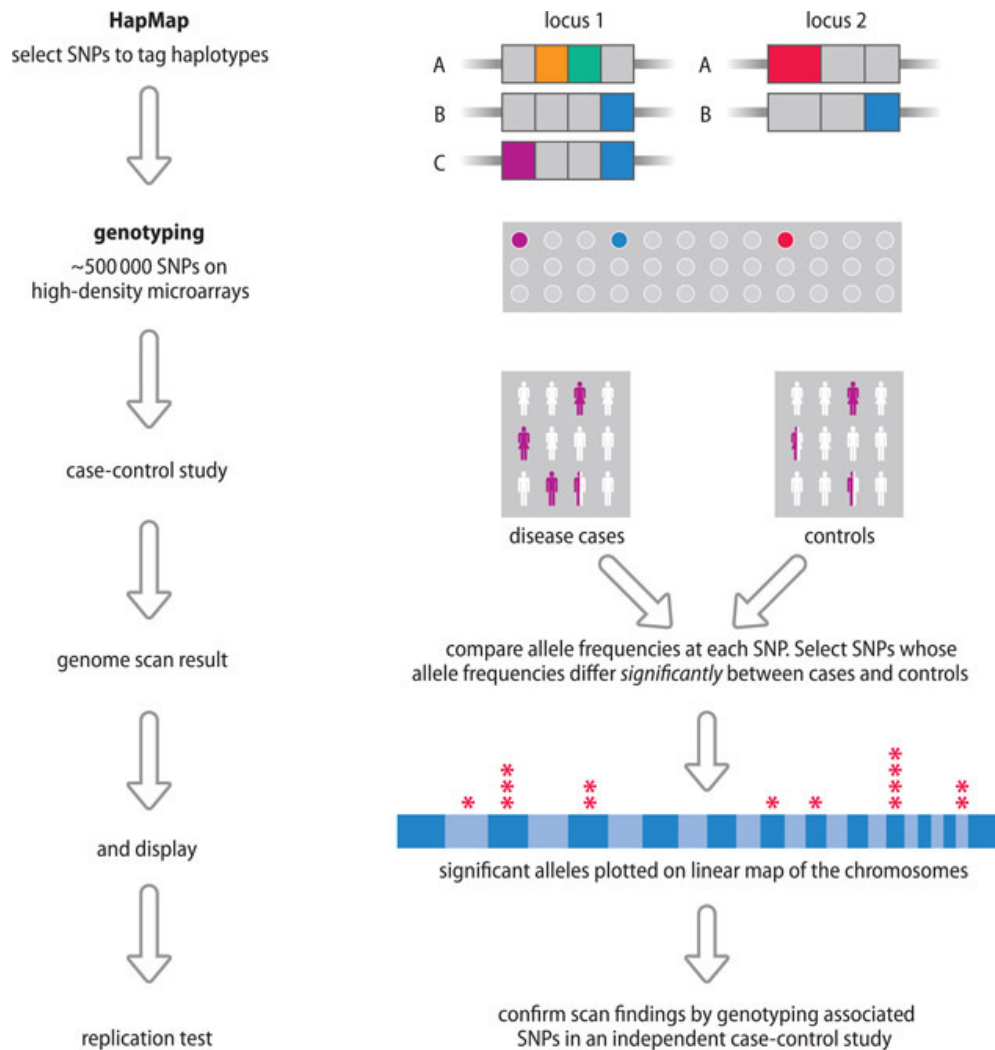 HapMap
select SNPs to tag haplotypes
locus 1
locus 2
A
B
C
A
B
genotyping
~500 000 SNPs on
high-density microarrays
case-control study
disease cases
controls
genome scan result
compare allele frequencies at each SNP. Select SNPs whose
allele frequencies differ significantly between cases and controls
* *** ** * * **** **
and display
significant alleles plotted on linear map of the chromosomes
replication test
confirm scan findings by genotyping associated
SNPs in an independent case-control study